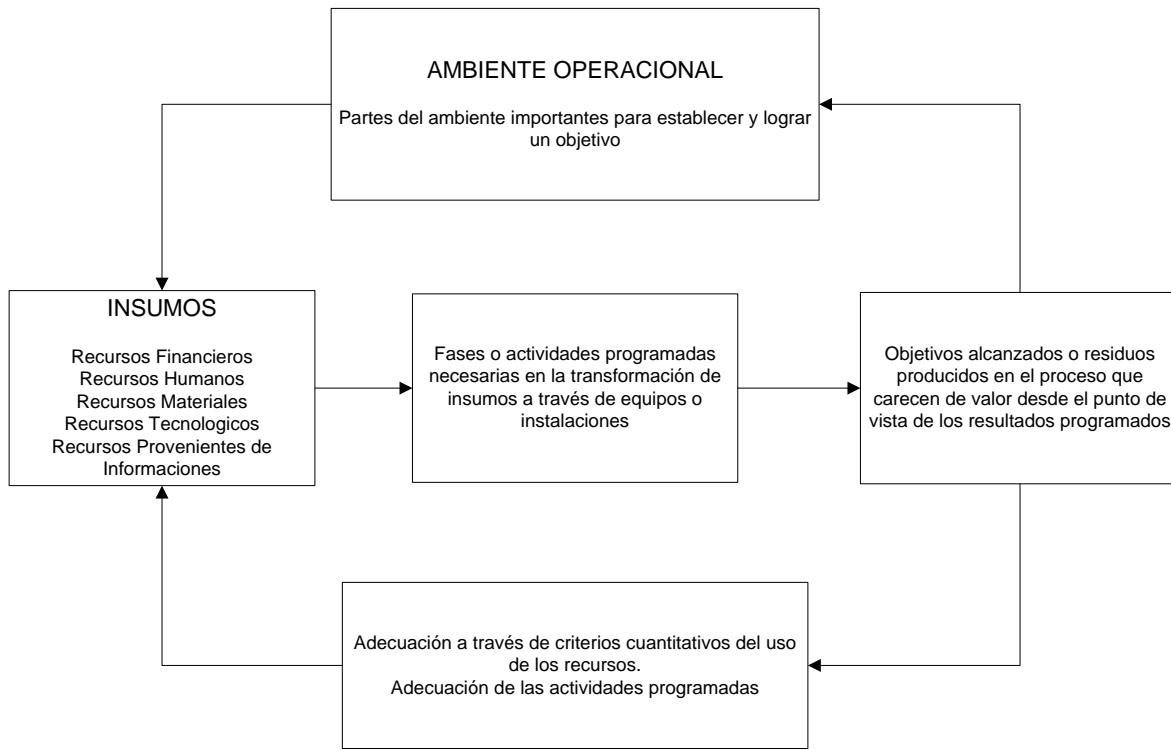 AMBIENTE OPERACIONAL
Partes del ambiente importantes para establecer y lograr
un objetivo
INSUMOS
Recursos Financieros
Recursos Humanos
Recursos Materiales
Recursos Tecnologicos
Recursos Provenientes de
Informaciones
Fases o actividades programadas
necesarias en la transformación de
insumos a través de equipos o
instalaciones
Objetivos alcanzados o residuos
producidos en el proceso que
carecen de valor desde el punto de
vista de los resultados programados
Adecuación a través de criterios cuantitativos del uso
de los recursos.
Adecuación de las actividades programadas